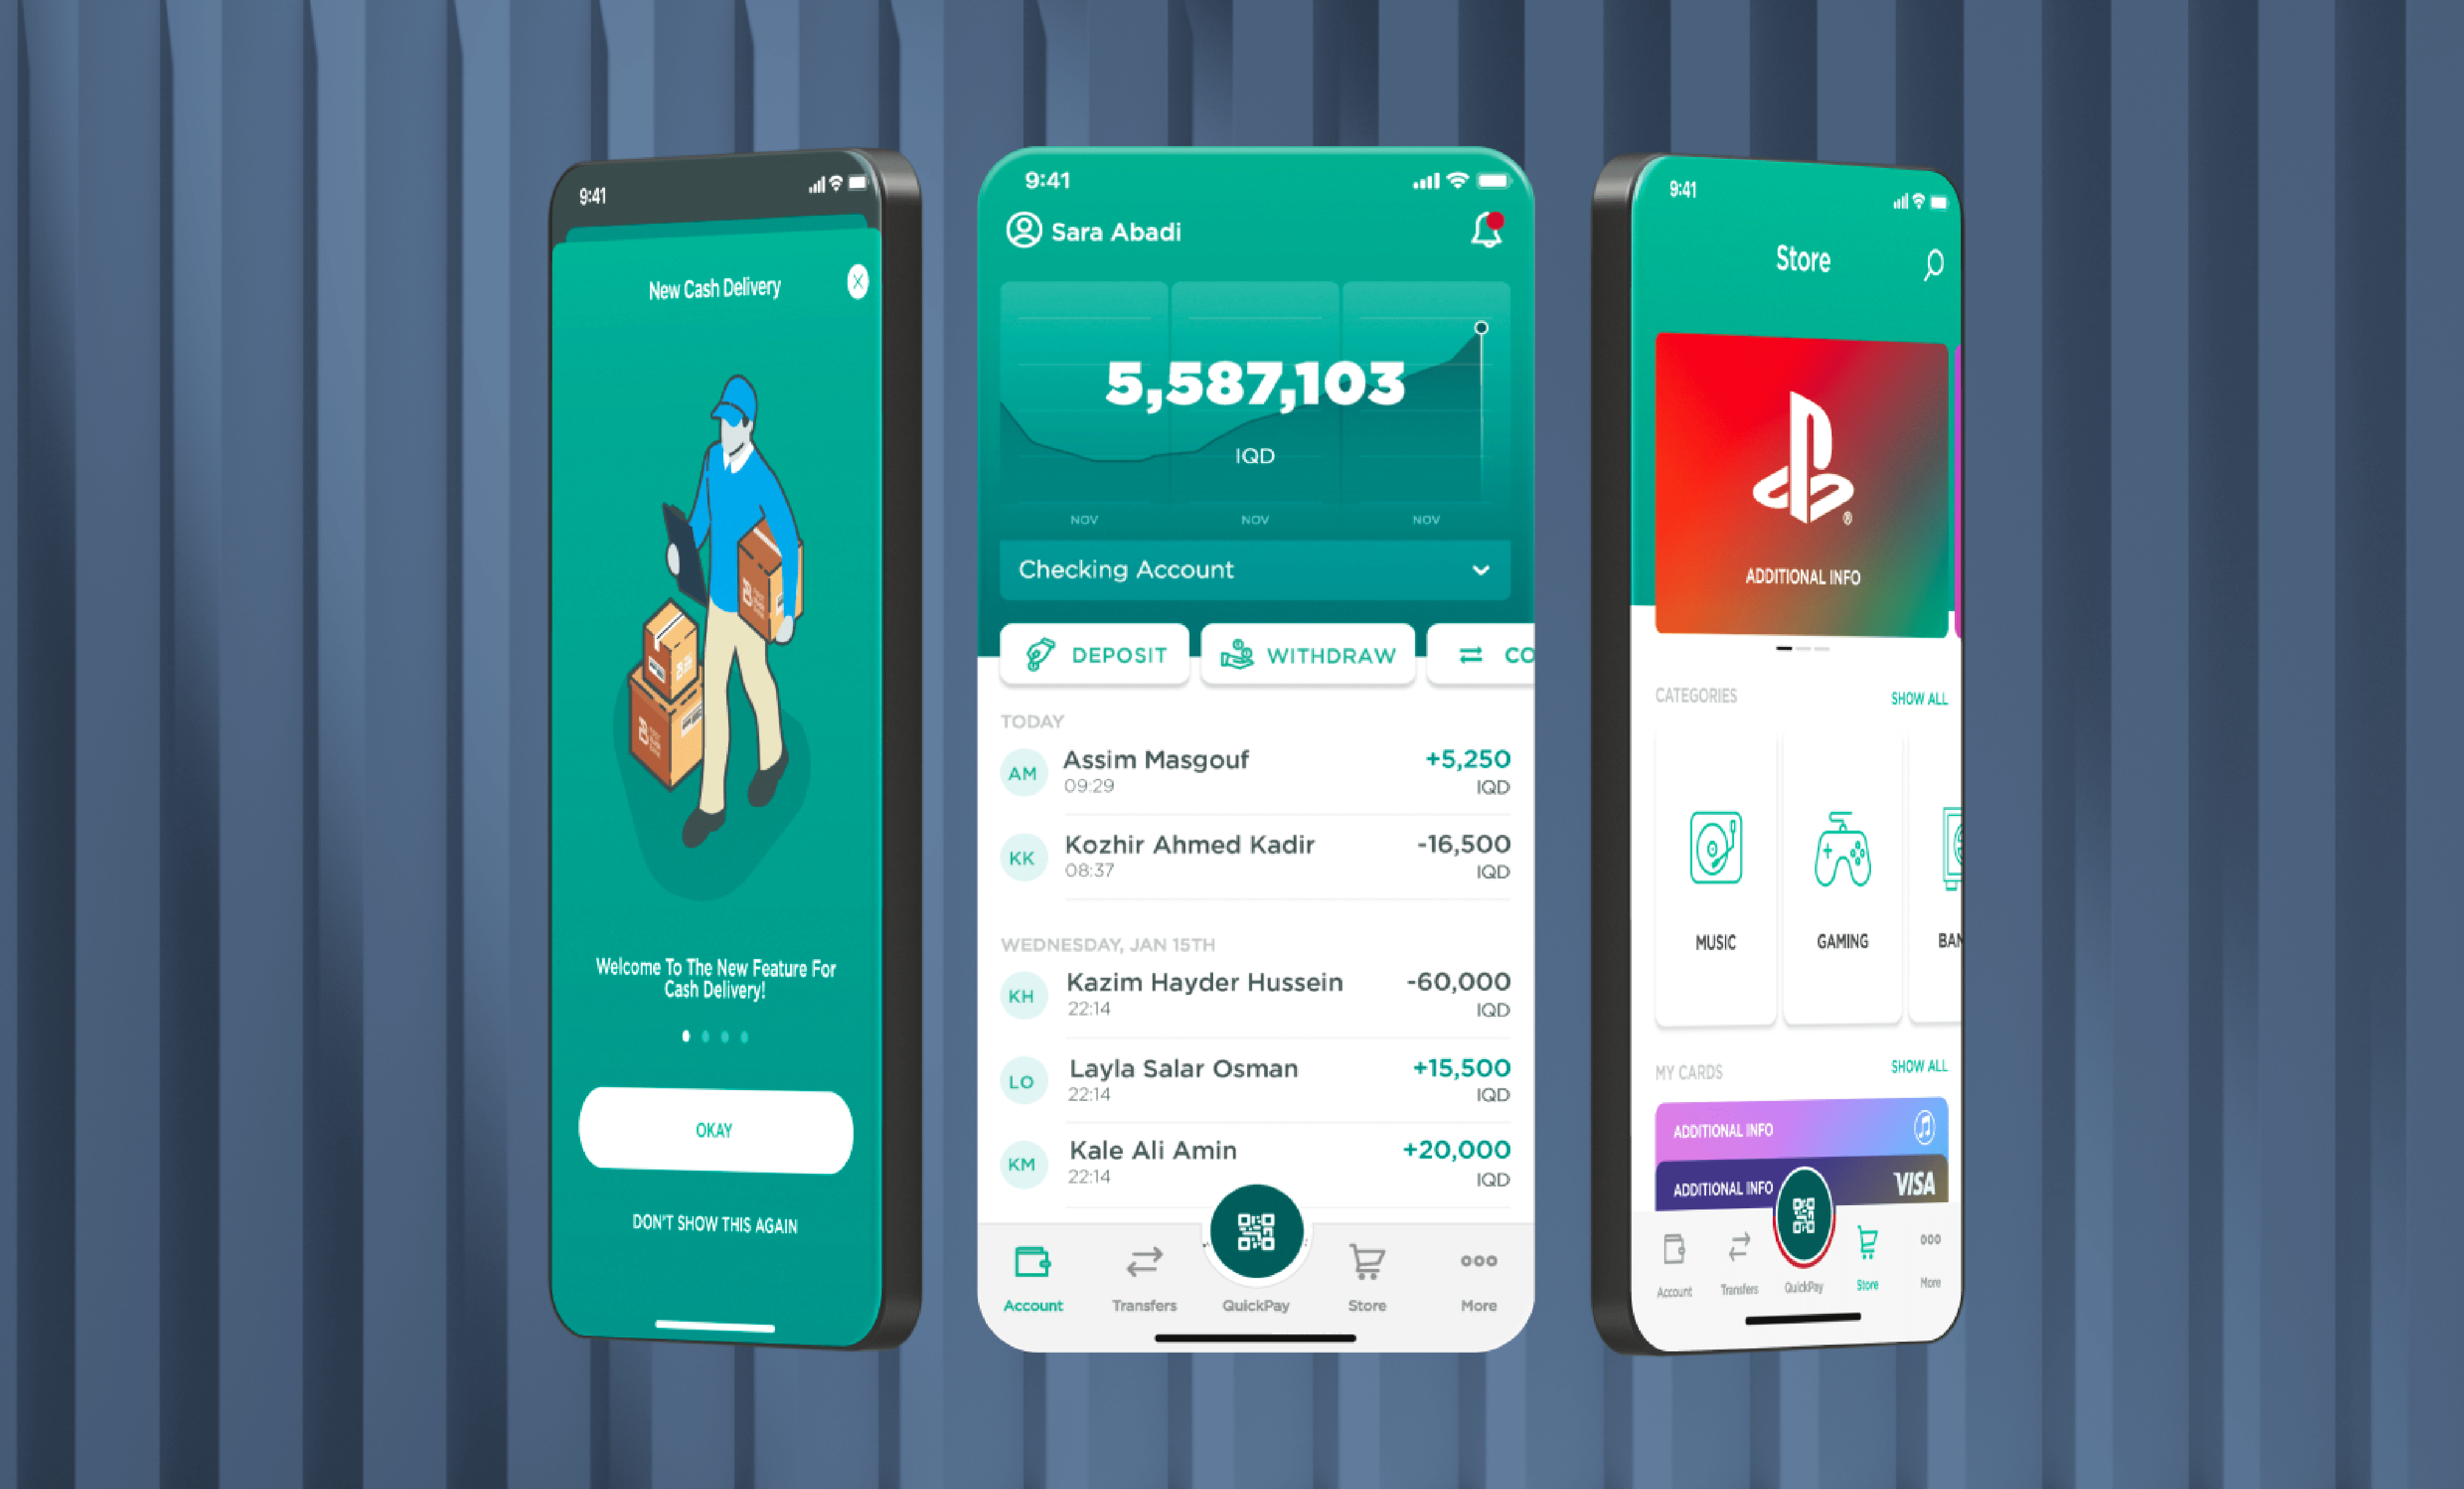 9:41
New Cash Delivery
Welcome To The New Feature For
Cash Delivery!
OKAY
DON'T SHOW THIS AGAIN
9:41
Sara Abadi
5,587,103
IQD
NOV NOV NOV
Checking Account
DEPOSIT WITHDRAW CO
TODAY
AM Assim Masgouf +5,250
09:29 IQD
KK Kozhir Ahmed Kadir -16,500
08:37 IQD
WEDNESDAY, JAN 15TH
KH Kazim Hayder Hussein -60,000
22:14 IQD
LO Layla Salar Osman +15,500
22:14 IQD
KM Kale Ali Amin +20,000
22:14 IQD
Account Transfers QuickPay Store More
9:41
Store
®
ADDITIONAL INFO
CATEGORIES SHOW ALL
MUSIC GAMING BAN
MY CARDS SHOW ALL
ADDITIONAL INFO
ADDITIONAL INFO VISA
Account Transfers QuickPay Store More